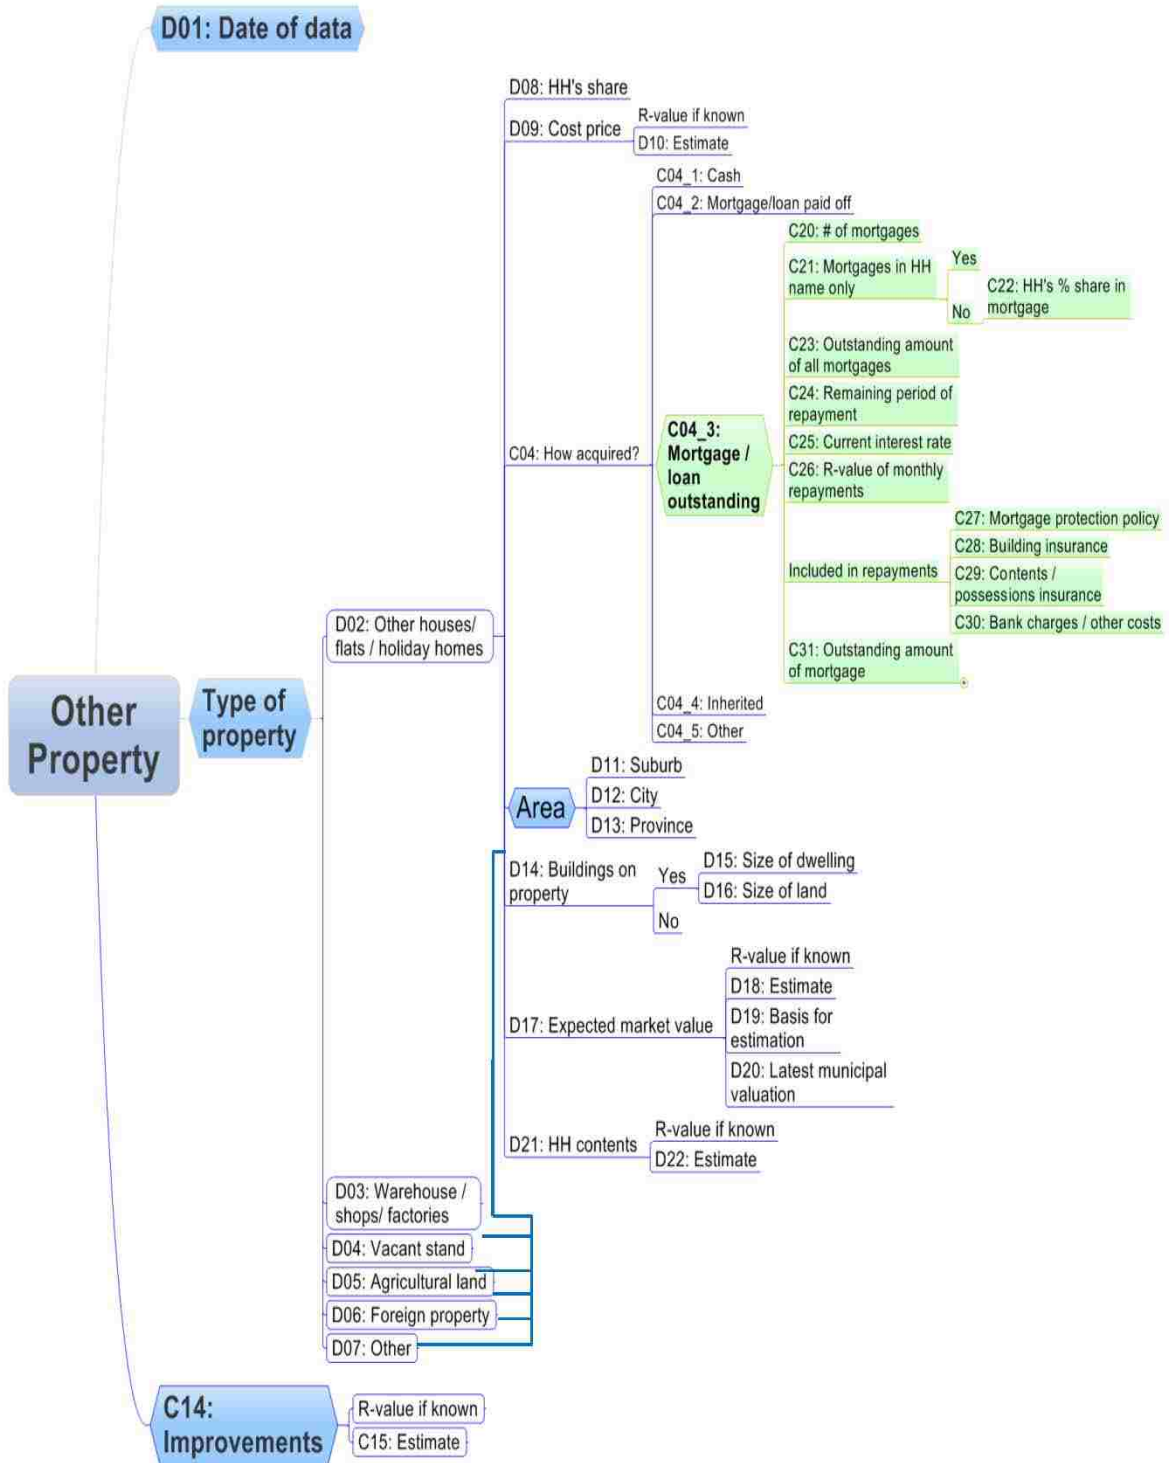 D01: Date of data
D08: HH's share
D09: Cost price
R-value if known
D10: Estimate
C04_1: Cash
C04_2: Mortgage/loan paid off
C20: # of mortgages
C21: Mortgages in HH
name only
Yes
No
C22: HH's % share in
mortgage
C23: Outstanding amount
of all mortgages
C24: Remaining period of
repayment
C04: How acquired?
C04_3:
Mortgage /
loan
outstanding
C25: Current interest rate
C26: R-value of monthly
repayments
Included in repayments
C27: Mortgage protection policy
C28: Building insurance
C29: Contents /
possessions insurance
C30: Bank charges / other costs
C31: Outstanding amount
of mortgage
C04_4: Inherited
C04_5: Other
D02: Other houses/
flats / holiday homes
Other
Property
Type of
property
Area
D11: Suburb
D12: City
D13: Province
D14: Buildings on
property
Yes
D15: Size of dwelling
D16: Size of land
No
D17: Expected market value
R-value if known
D18: Estimate
D19: Basis for
estimation
D20: Latest municipal
valuation
D21: HH contents
R-value if known
D22: Estimate
D03: Warehouse /
shops/ factories
D04: Vacant stand
D05: Agricultural land
D06: Foreign property
D07: Other
C14:
Improvements
R-value if known
C15: Estimate